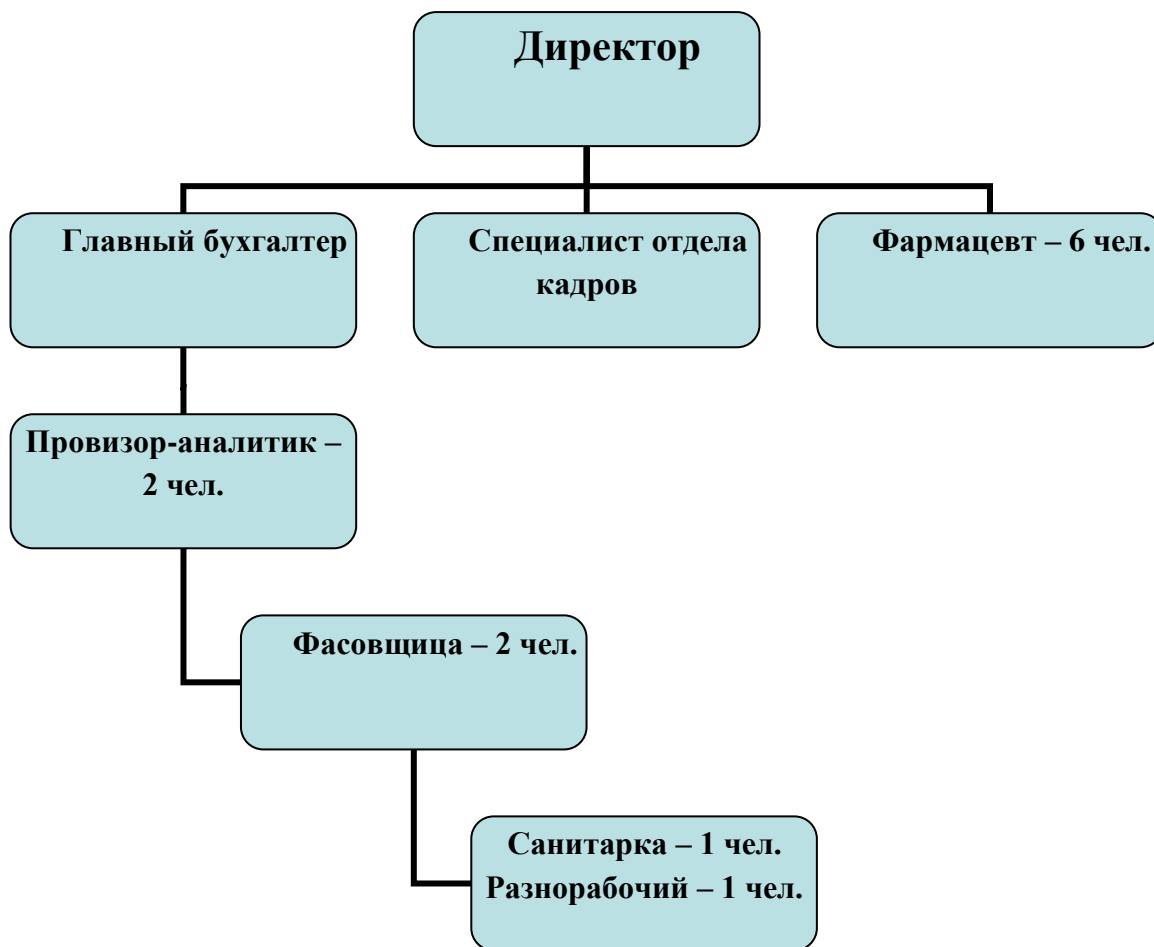 Директор
Главный бухгалтер
Специалист отдела
кадров
Фармацевт – 6 чел.
Провизор-аналитик –
2 чел.
Фасовщица – 2 чел.
Санитарка – 1 чел.
Разнорабочий – 1 чел.